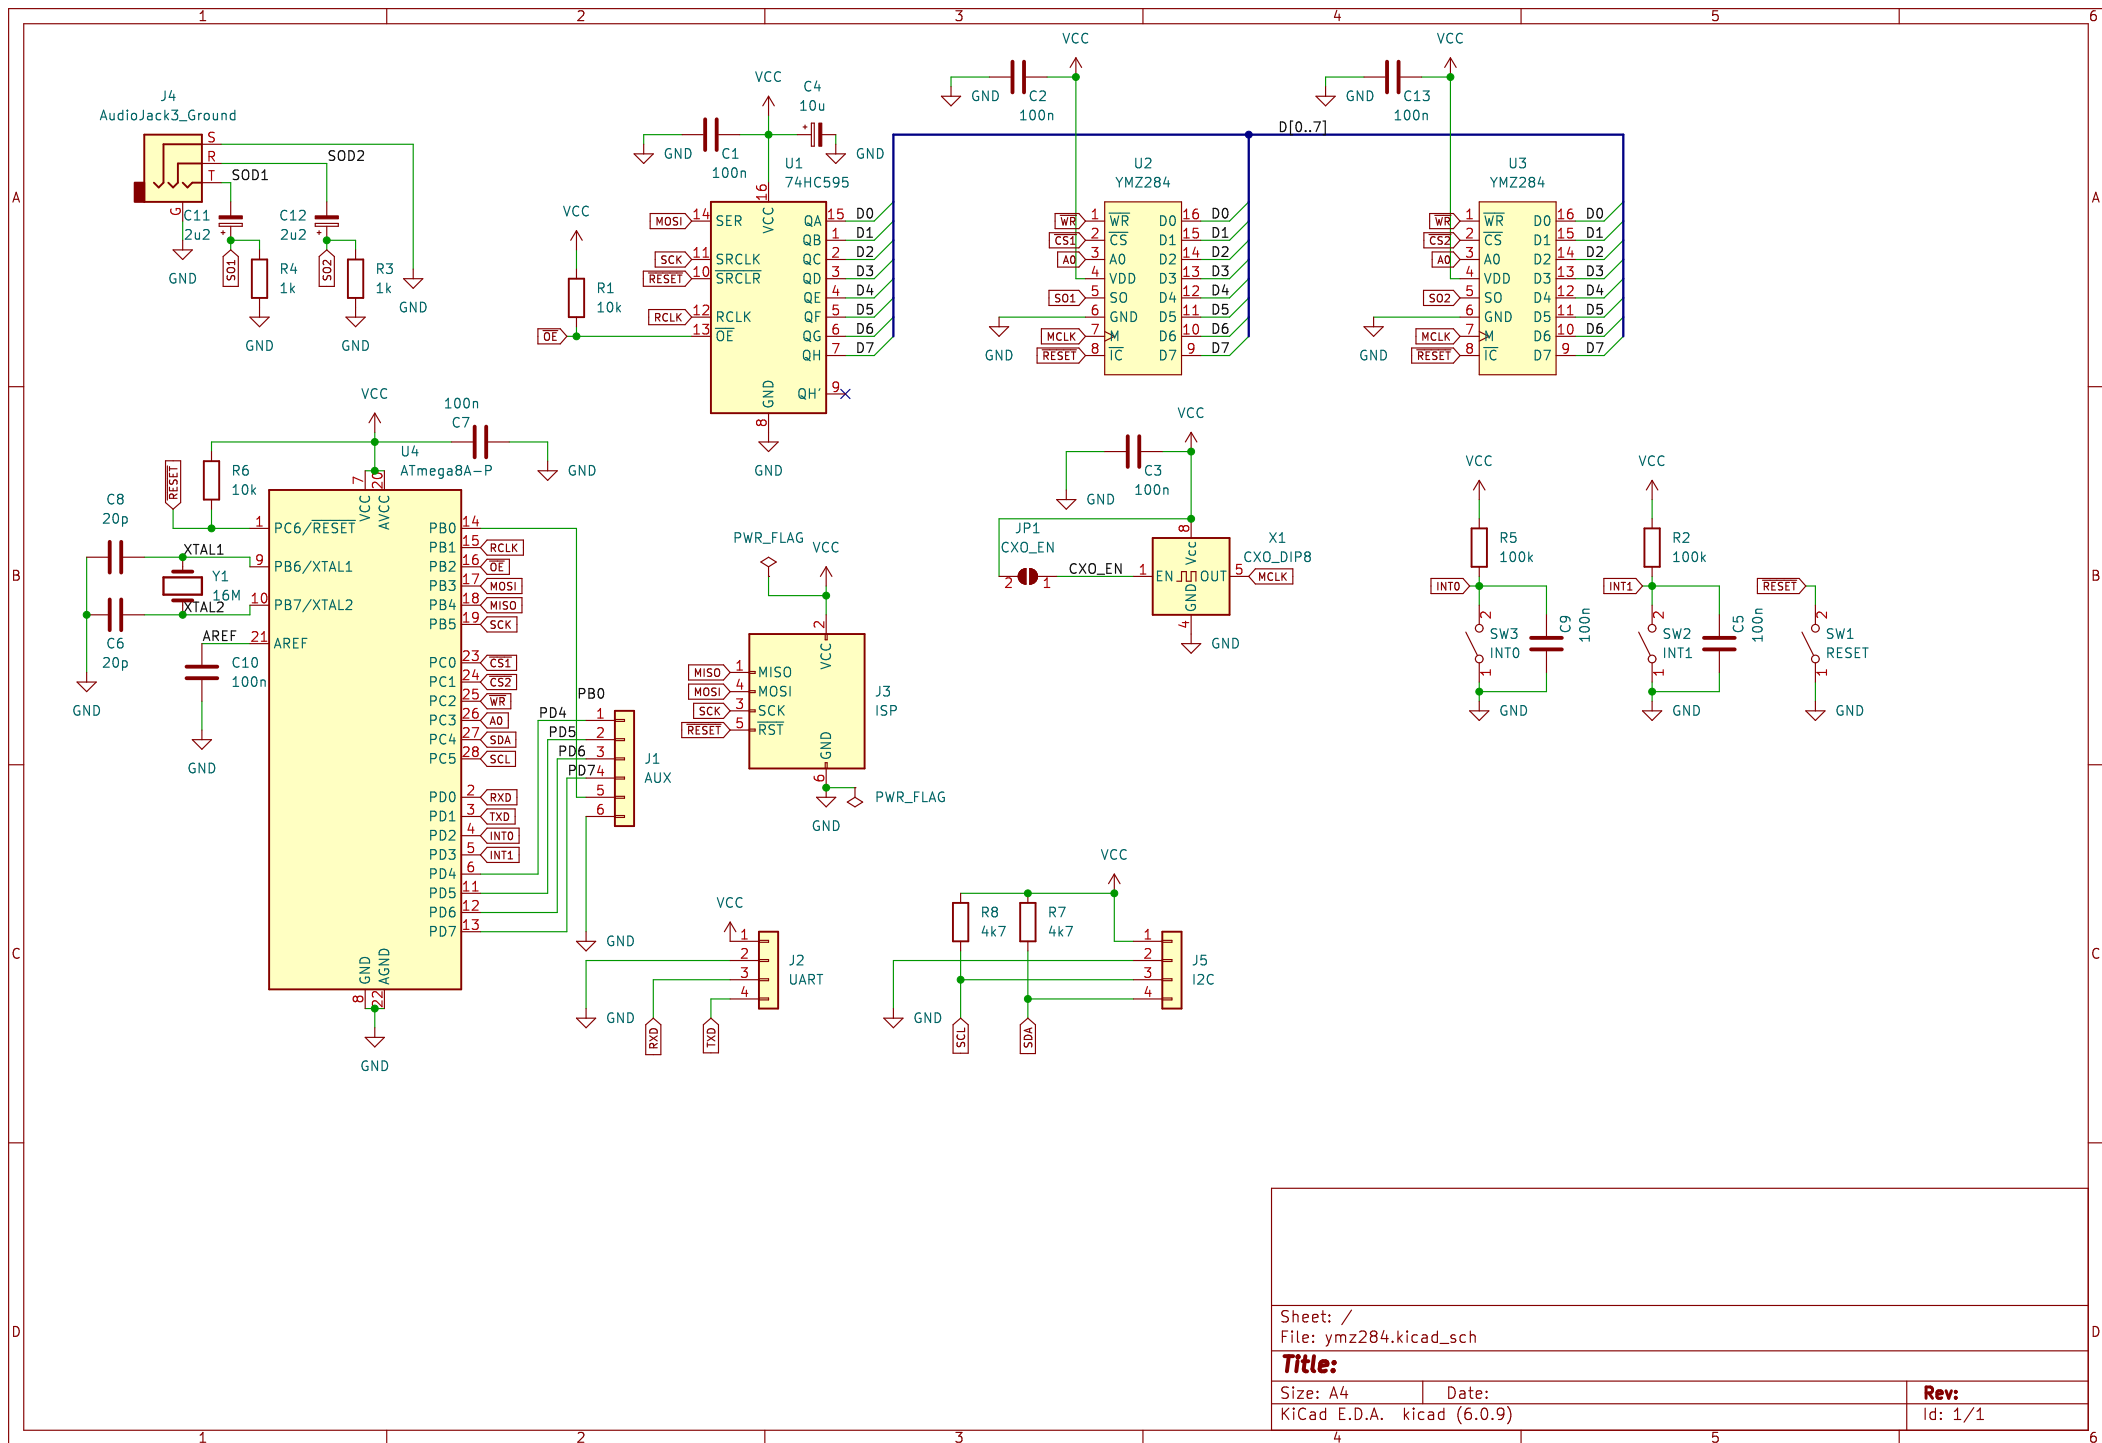 1 2 3 4 5 6
A
B
C
D
J4
AudioJack3_Ground
S
R
T
G
SOD2
SOD1
C11
2u2
C12
2u2
SO1
SO2
R4
1k
R3
1k
GND
GND
GND
GND
VCC
C4
10u
C1
100n
GND
GND
U1
74HC595
VCC
R1
10k
OE
MOSI 14 SER
SCK 11 SRCLK
RESET 10 SRCLR
RCLK 12 RCLK
13 OE
16 VCC
QA 15 D0
QB 1 D1
QC 2 D2
QD 3 D3
QE 4 D4
QF 5 D5
QG 6 D6
QH 7 D7
QH' 9
GND 8
GND
VCC
GND
C2
100n
D[0..7]
U2
YMZ284
WR 1 WR D0 16 D0
CS1 2 CS D1 15 D1
A0 3 A0 D2 14 D2
4 VDD D3 13 D3
SO1 5 SO D4 12 D4
6 GND D5 11 D5
MCLK 7 M D6 10 D6
RESET 8 IC D7 9 D7
GND
VCC
GND
C13
100n
U3
YMZ284
WR 1 WR D0 16 D0
CS2 2 CS D1 15 D1
A0 3 A0 D2 14 D2
4 VDD D3 13 D3
SO2 5 SO D4 12 D4
6 GND D5 11 D5
MCLK 7 M D6 10 D6
RESET 8 IC D7 9 D7
GND
VCC
100n
C7
GND
U4
ATmega8A-P
RESET
R6
10k
C8
20p
XTAL1
Y1
16M
XTAL2
C6
20p
AREF
C10
100n
GND
GND
7 VCC
20 AVCC
1 PC6/RESET
9 PB6/XTAL1
10 PB7/XTAL2
21 AREF
PB0 14
PB1 15 RCLK
PB2 16 OE
PB3 17 MOSI
PB4 18 MISO
PB5 19 SCK
PC0 23 CS1
PC1 24 CS2
PC2 25 WR
PC3 26 A0
PC4 27 SDA
PC5 28 SCL
PD0 2 RXD
PD1 3 TXD
PD2 4 INT0
PD3 5 INT1
PD4 6
PD5 11
PD6 12
PD7 13
GND 8
AGND 22
GND
PB0
PD4 1
PD5 2
PD6 3
PD7 4
5
6
J1
AUX
GND
PWR_FLAG
VCC
2 VCC
MISO 1 MISO
MOSI 4 MOSI
SCK 3 SCK
RESET 5 RST
GND 6
J3
ISP
PWR_FLAG
GND
VCC
C3
100n
GND
JP1
CXO_EN
2 1
CXO_EN
X1
CXO_DIP8
8 Vcc
1 EN OUT 5 MCLK
GND 4
GND
VCC
R5
100k
INT0
2
SW3
INT0
1
C9
100n
GND
VCC
R2
100k
INT1
2
SW2
INT1
1
C5
100n
GND
RESET
2
SW1
RESET
1
GND
VCC
1
2
3
4
J2
UART
GND
RXD
TXD
VCC
R8
4k7
R7
4k7
1
2
3
4
J5
I2C
GND
SCL
SDA
Sheet: /
File: ymz284.kicad_sch
Title:
Size: A4 Date: Rev:
KiCad E.D.A. kicad (6.0.9) Id: 1/1
A
B
C
D
1 2 3 4 5 6